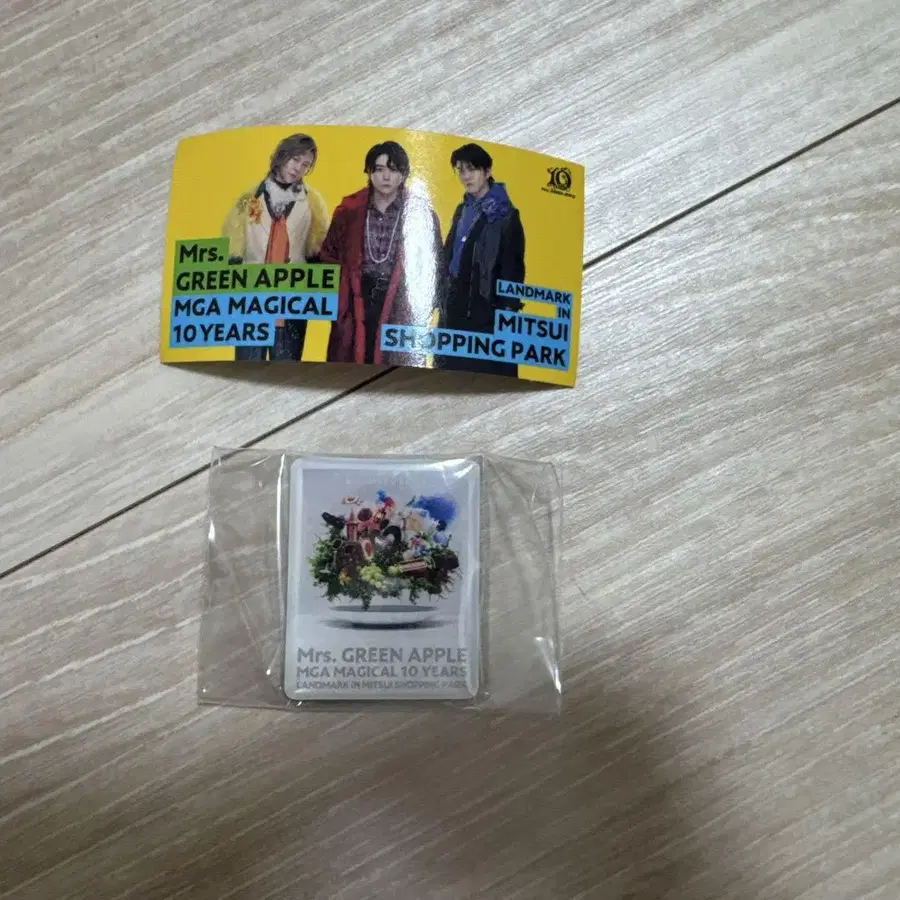 Mrs.
GREEN APPLE
MGA MAGICAL
10 YEARS
LANDMARK
IN
MITSUI
SHOPPING PARK
Mrs. GREEN APPLE
MGA MAGICAL 10 YEARS
LANDMARK IN MITSUI SHOPPING PARK